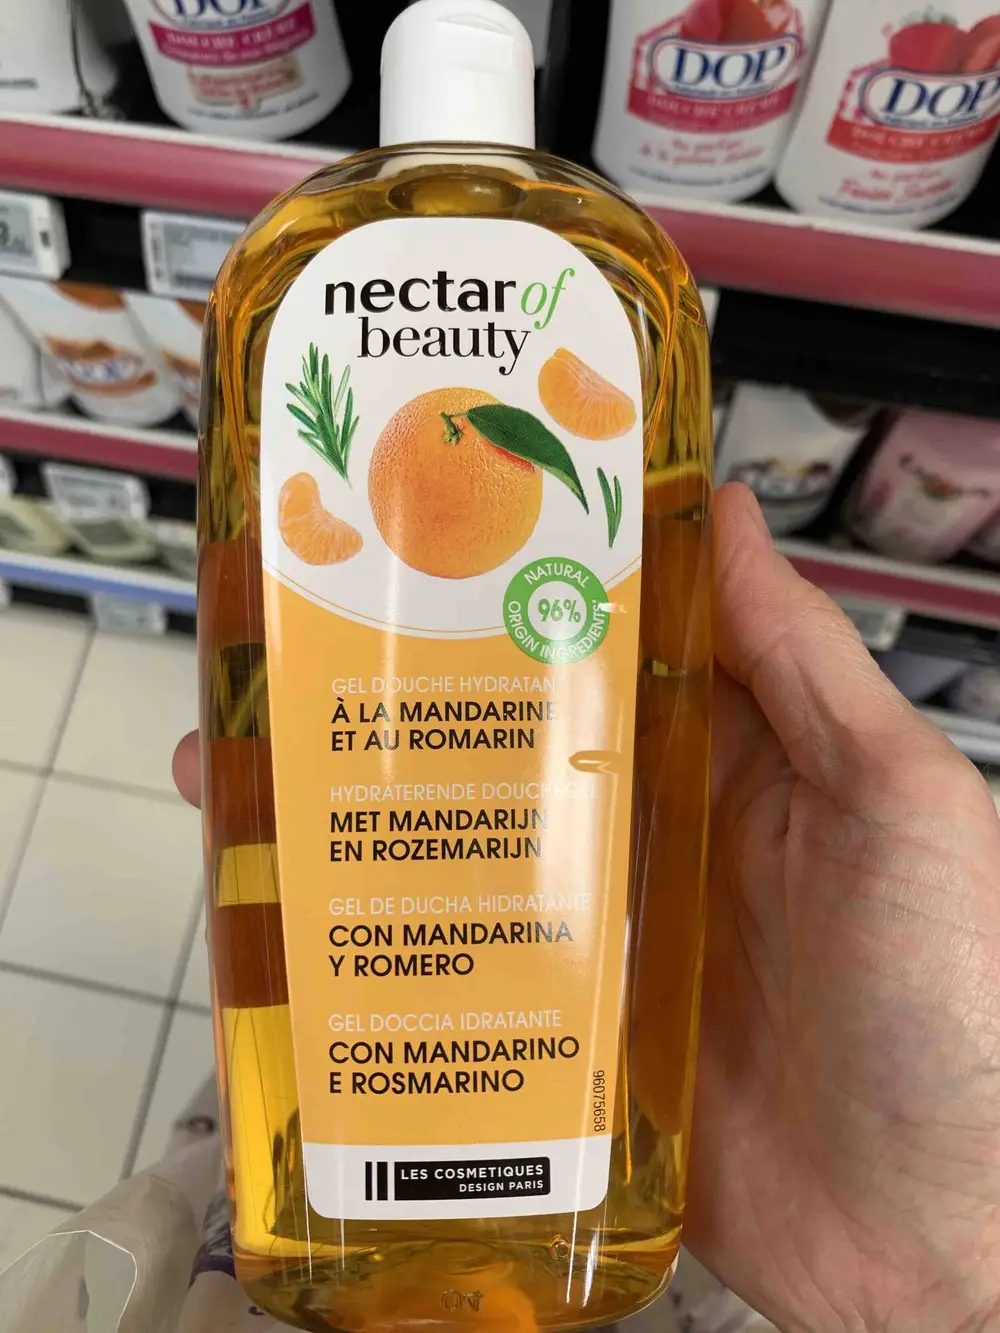 DOP
DOUCHE CRÈME
DOP
nectar of
beauty
NATURAL
96%
ORIGIN INGREDIENTS*
GEL DOUCHE HYDRATANT
À LA MANDARINE
ET AU ROMARIN
HYDRATERENDE DOUCHEGEL
MET MANDARIJN
EN ROZEMARIJN
GEL DE DUCHA HIDRATANTE
CON MANDARINA
Y ROMERO
GEL DOCCIA IDRATANTE
CON MANDARINO
E ROSMARINO
96075658
LES COSMETIQUES
DESIGN PARIS